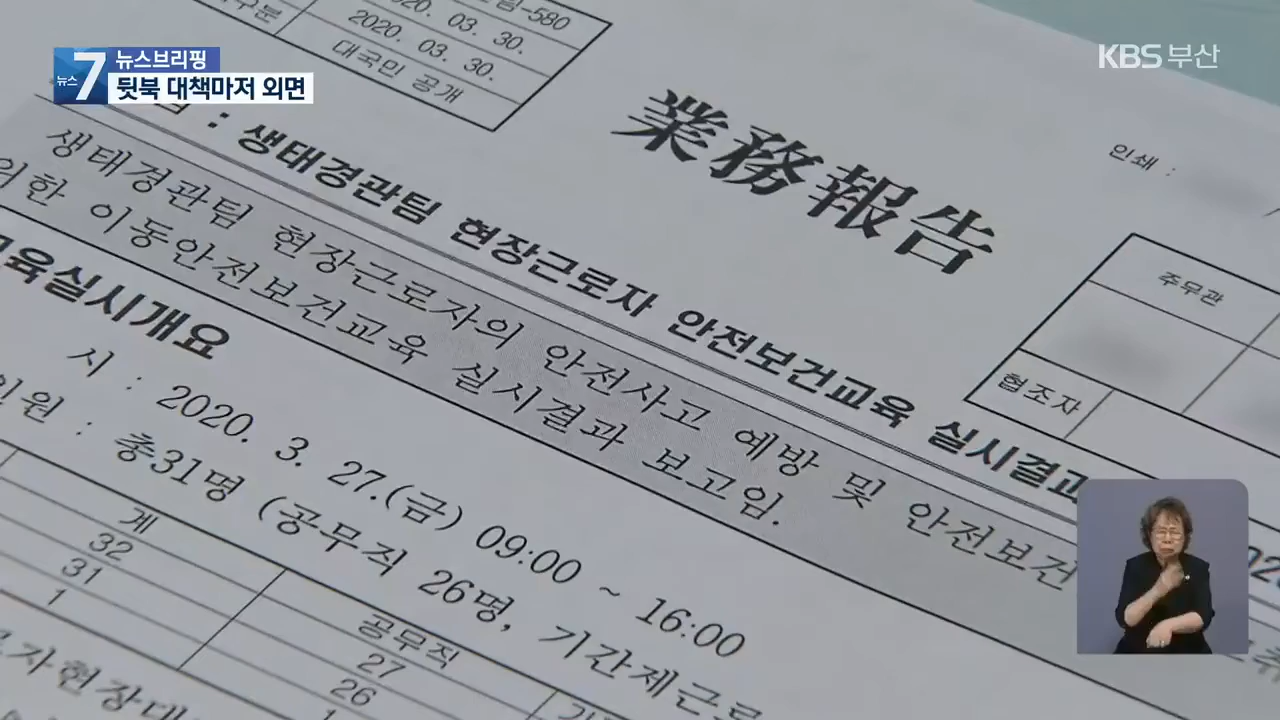 뉴스 7
뉴스브리핑
뒷북 대책마저 외면
KBS 부산
-580
2020. 03. 30.
2020. 03. 30.
대국민 공개
業務報告
인쇄 :
주무관
협조자
: 생태경관팀 현장근로자 안전보건교육 실시결과
생태경관팀 현장근로자의 안전사고 예방 및 안전보건
위한 이동안전보건교육 실시결과 보고임.
교육실시개요
시 : 2020. 3. 27.(금) 09:00 ~ 16:00
인원 : 총31명 (공무직 26명, 기간제근로
계
공무직
32
27
31
26
1
1